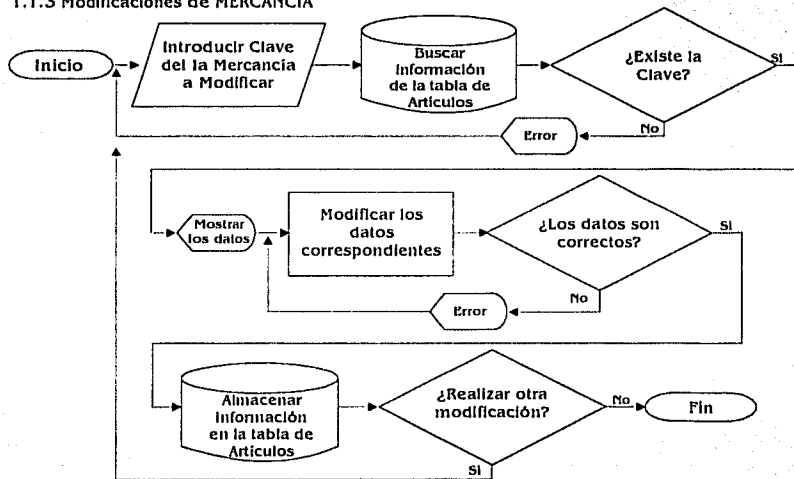 1.1.3 Modificaciones de MERCANCIA
Inicio
Introducir Clave
del la Mercancia
a Modificar
Buscar
Información
de la tabla de
Artículos
¿Existe la
Clave?
Si
No
Error
Mostrar
los datos
Modificar los
datos
correspondientes
¿Los datos son
correctos?
Si
No
Error
Almacenar
Información
en la tabla de
Artículos
¿Realizar otra
modificación?
No
Fin
Si